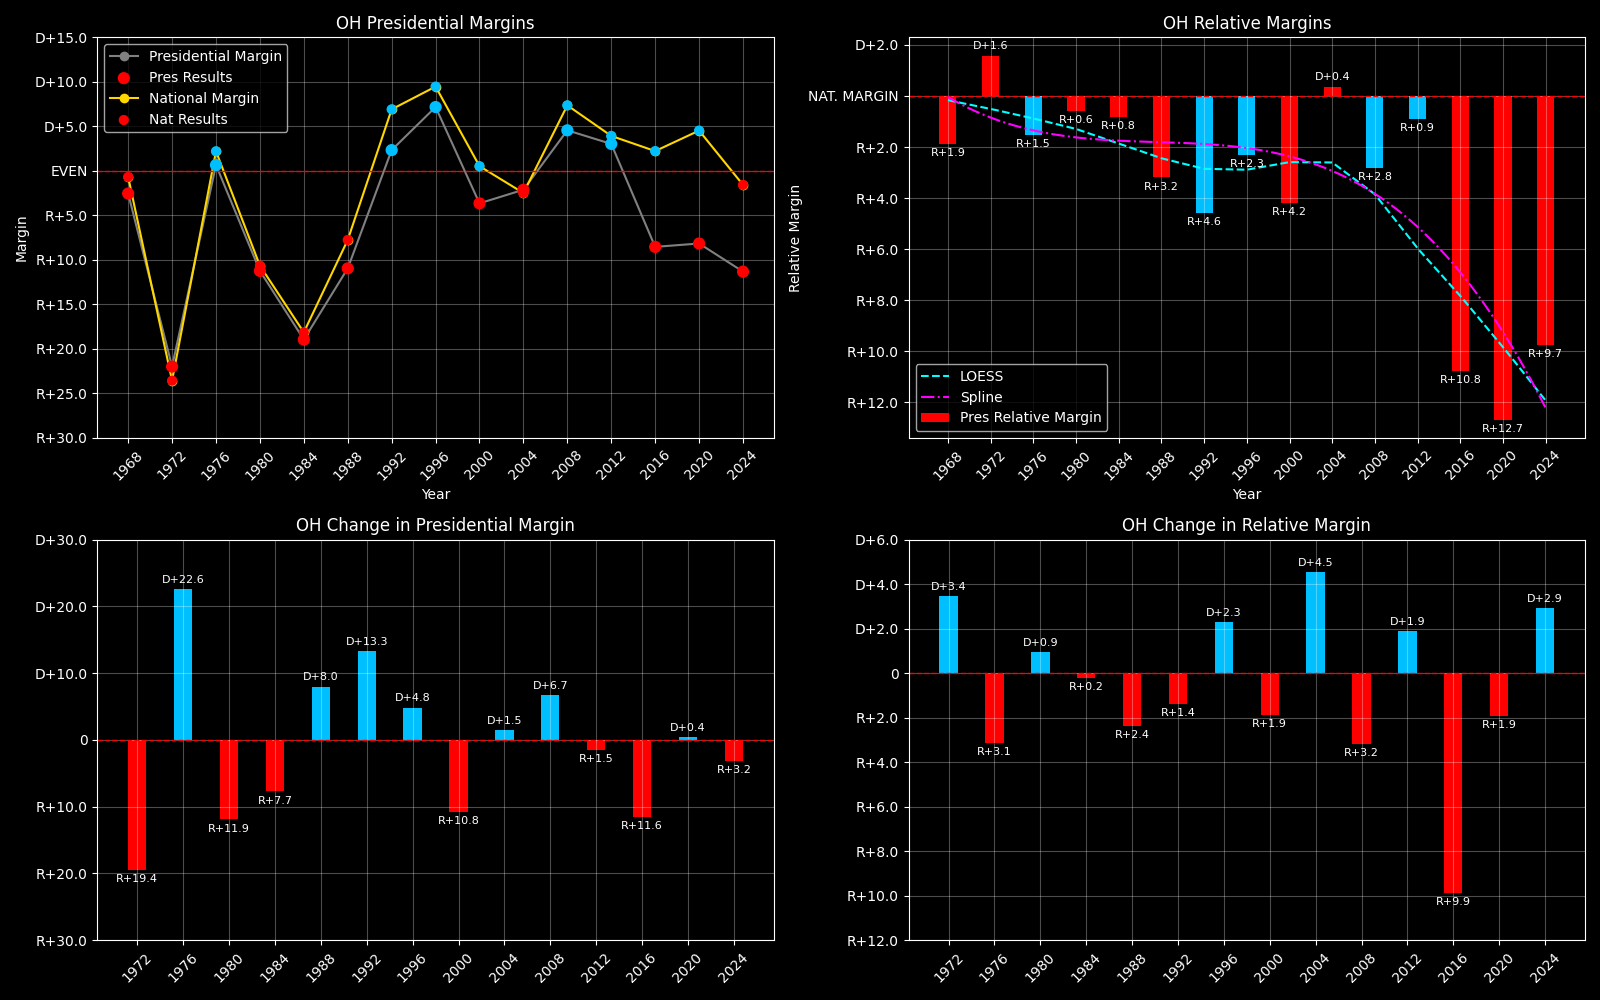 OH Presidential Margins
D+15.0
D+10.0
D+5.0
EVEN
R+5.0
R+10.0
R+15.0
R+20.0
R+25.0
R+30.0
Margin
Presidential Margin
Pres Results
National Margin
Nat Results
1968
1972
1976
1980
1984
1988
1992
1996
2000
2004
2008
2012
2016
2020
2024
Year
OH Relative Margins
D+2.0
NAT. MARGIN
R+2.0
R+4.0
R+6.0
R+8.0
R+10.0
R+12.0
Relative Margin
R+1.9
D+1.6
R+1.5
R+0.6
R+0.8
R+3.2
R+4.6
R+2.3
R+4.2
D+0.4
R+2.8
R+0.9
R+10.8
R+12.7
R+9.7
LOESS
Spline
Pres Relative Margin
1968
1972
1976
1980
1984
1988
1992
1996
2000
2004
2008
2012
2016
2020
2024
Year
OH Change in Presidential Margin
D+30.0
D+20.0
D+10.0
0
R+10.0
R+20.0
R+30.0
R+19.4
D+22.6
R+11.9
R+7.7
D+8.0
D+13.3
D+4.8
R+10.8
D+1.5
D+6.7
R+1.5
R+11.6
D+0.4
R+3.2
1972
1976
1980
1984
1988
1992
1996
2000
2004
2008
2012
2016
2020
2024
OH Change in Relative Margin
D+6.0
D+4.0
D+2.0
0
R+2.0
R+4.0
R+6.0
R+8.0
R+10.0
R+12.0
D+3.4
R+3.1
D+0.9
R+0.2
R+2.4
R+1.4
D+2.3
R+1.9
D+4.5
R+3.2
D+1.9
R+9.9
R+1.9
D+2.9
1972
1976
1980
1984
1988
1992
1996
2000
2004
2008
2012
2016
2020
2024